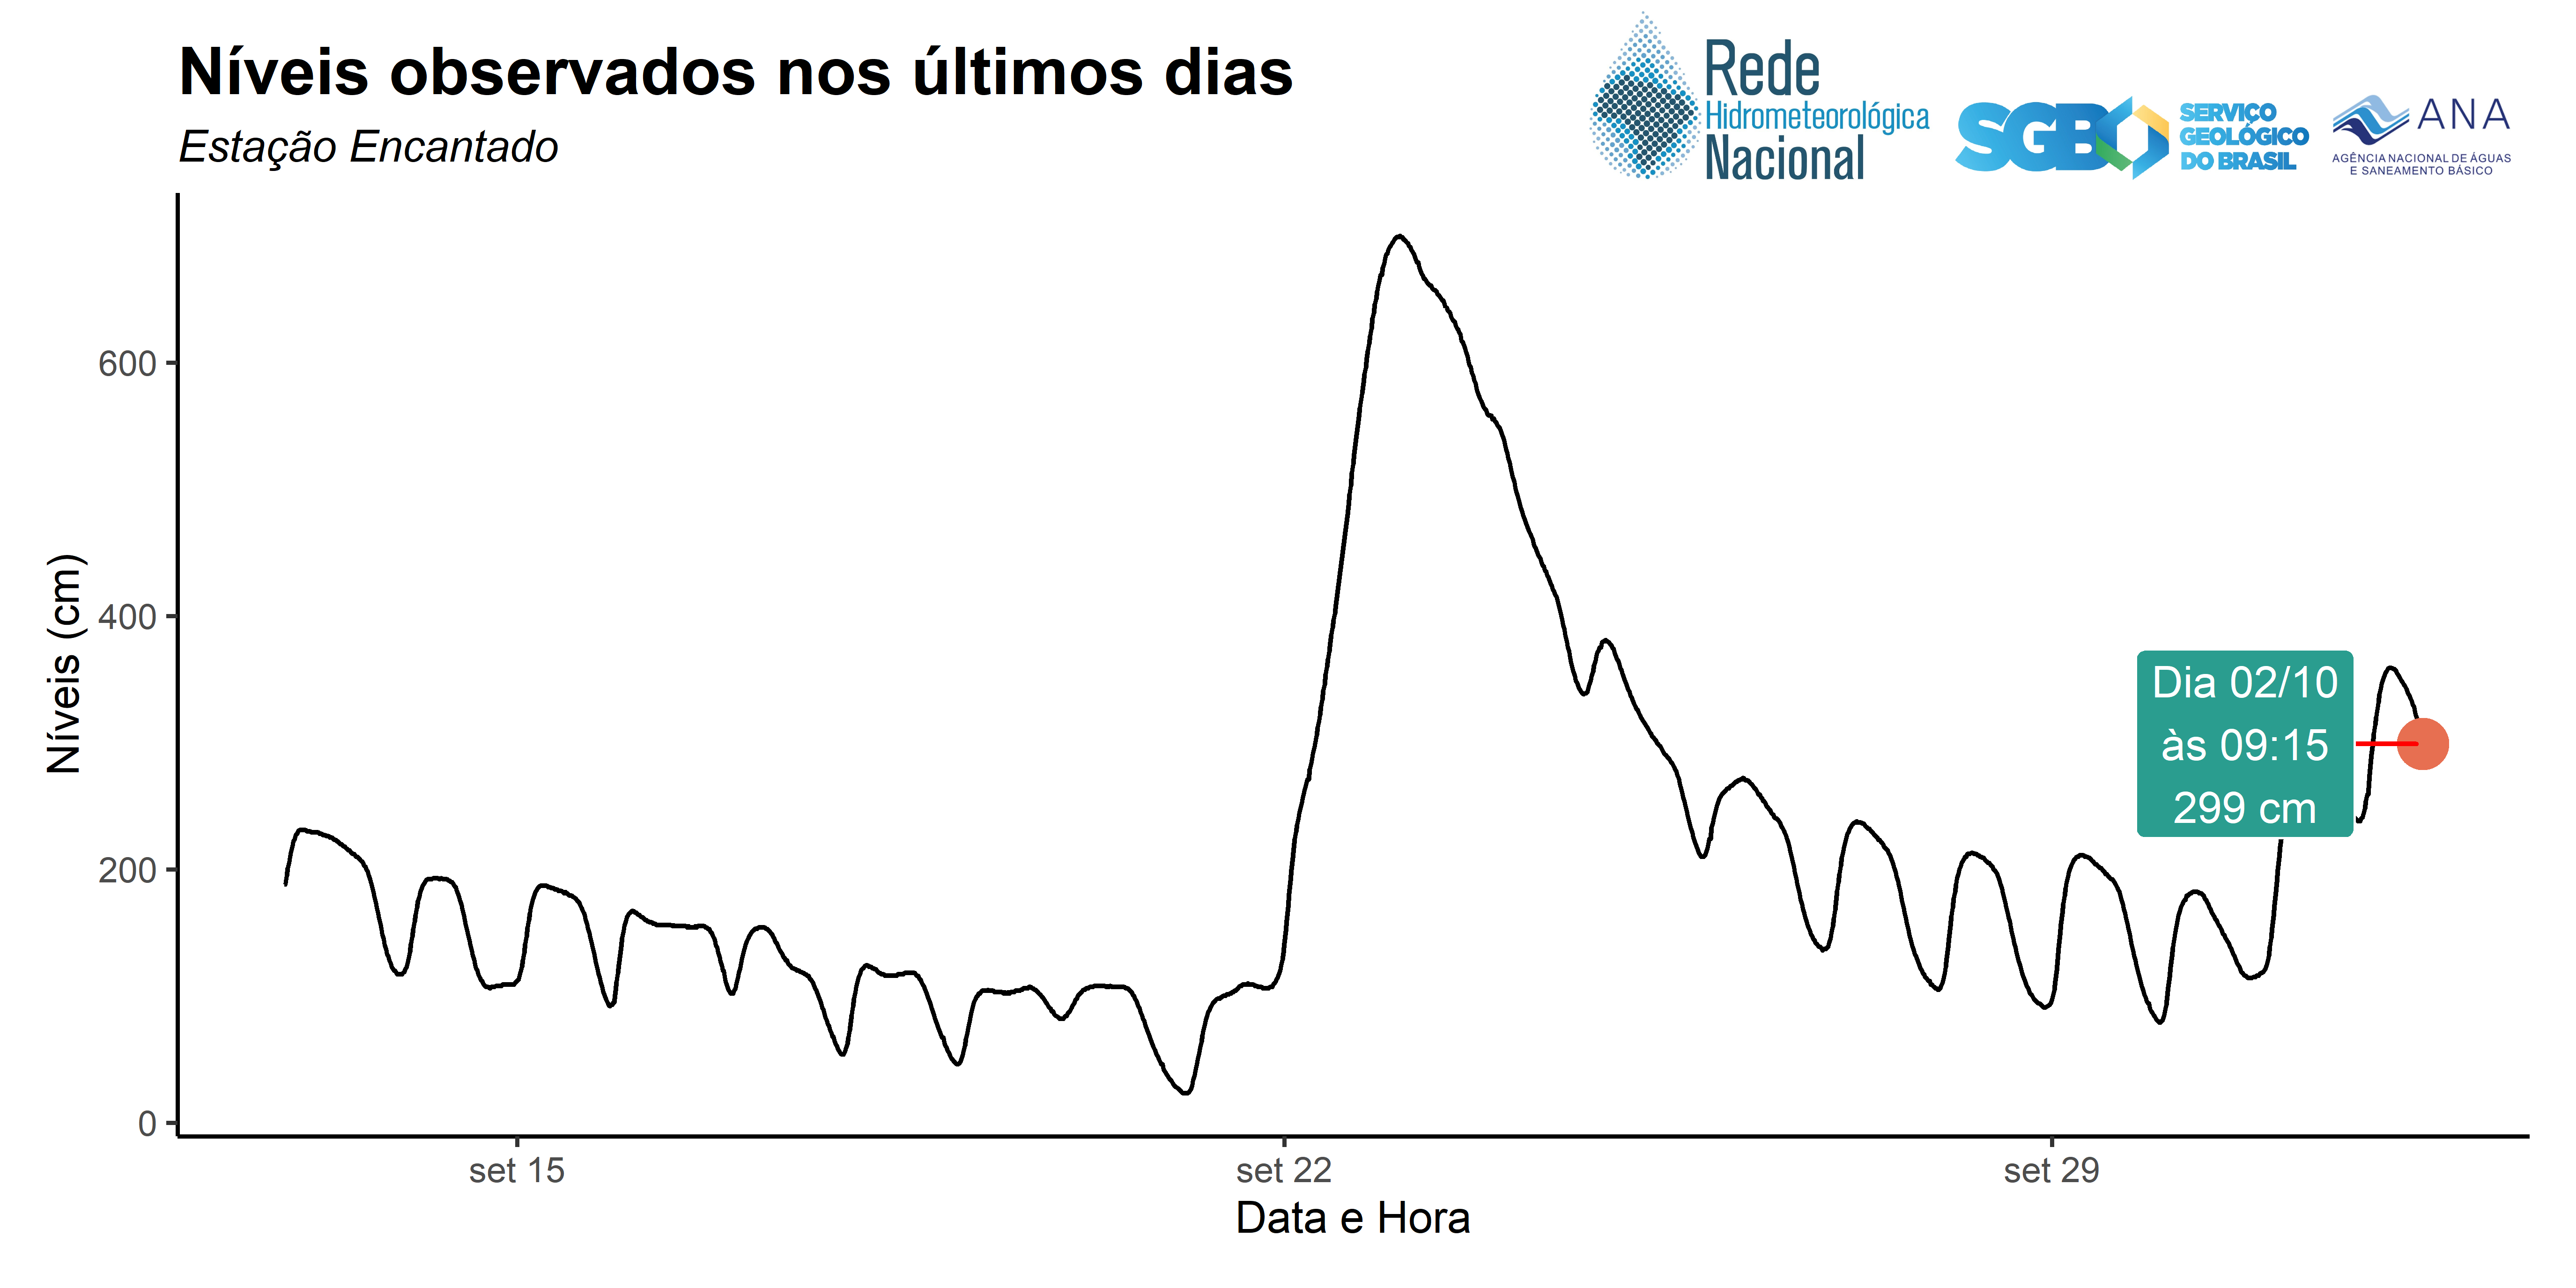 Níveis observados nos últimos dias
Estação Encantado
Rede
Hidrometeorológica
Nacional
SGB
SERVIÇO
GEOLÓGICO
DO BRASIL
ANA
AGÊNCIA NACIONAL DE ÁGUAS
E SANEAMENTO BÁSICO
Níveis (cm)
600
400
200
0
Dia 02/10
às 09:15
299 cm
set 15
set 22
set 29
Data e Hora